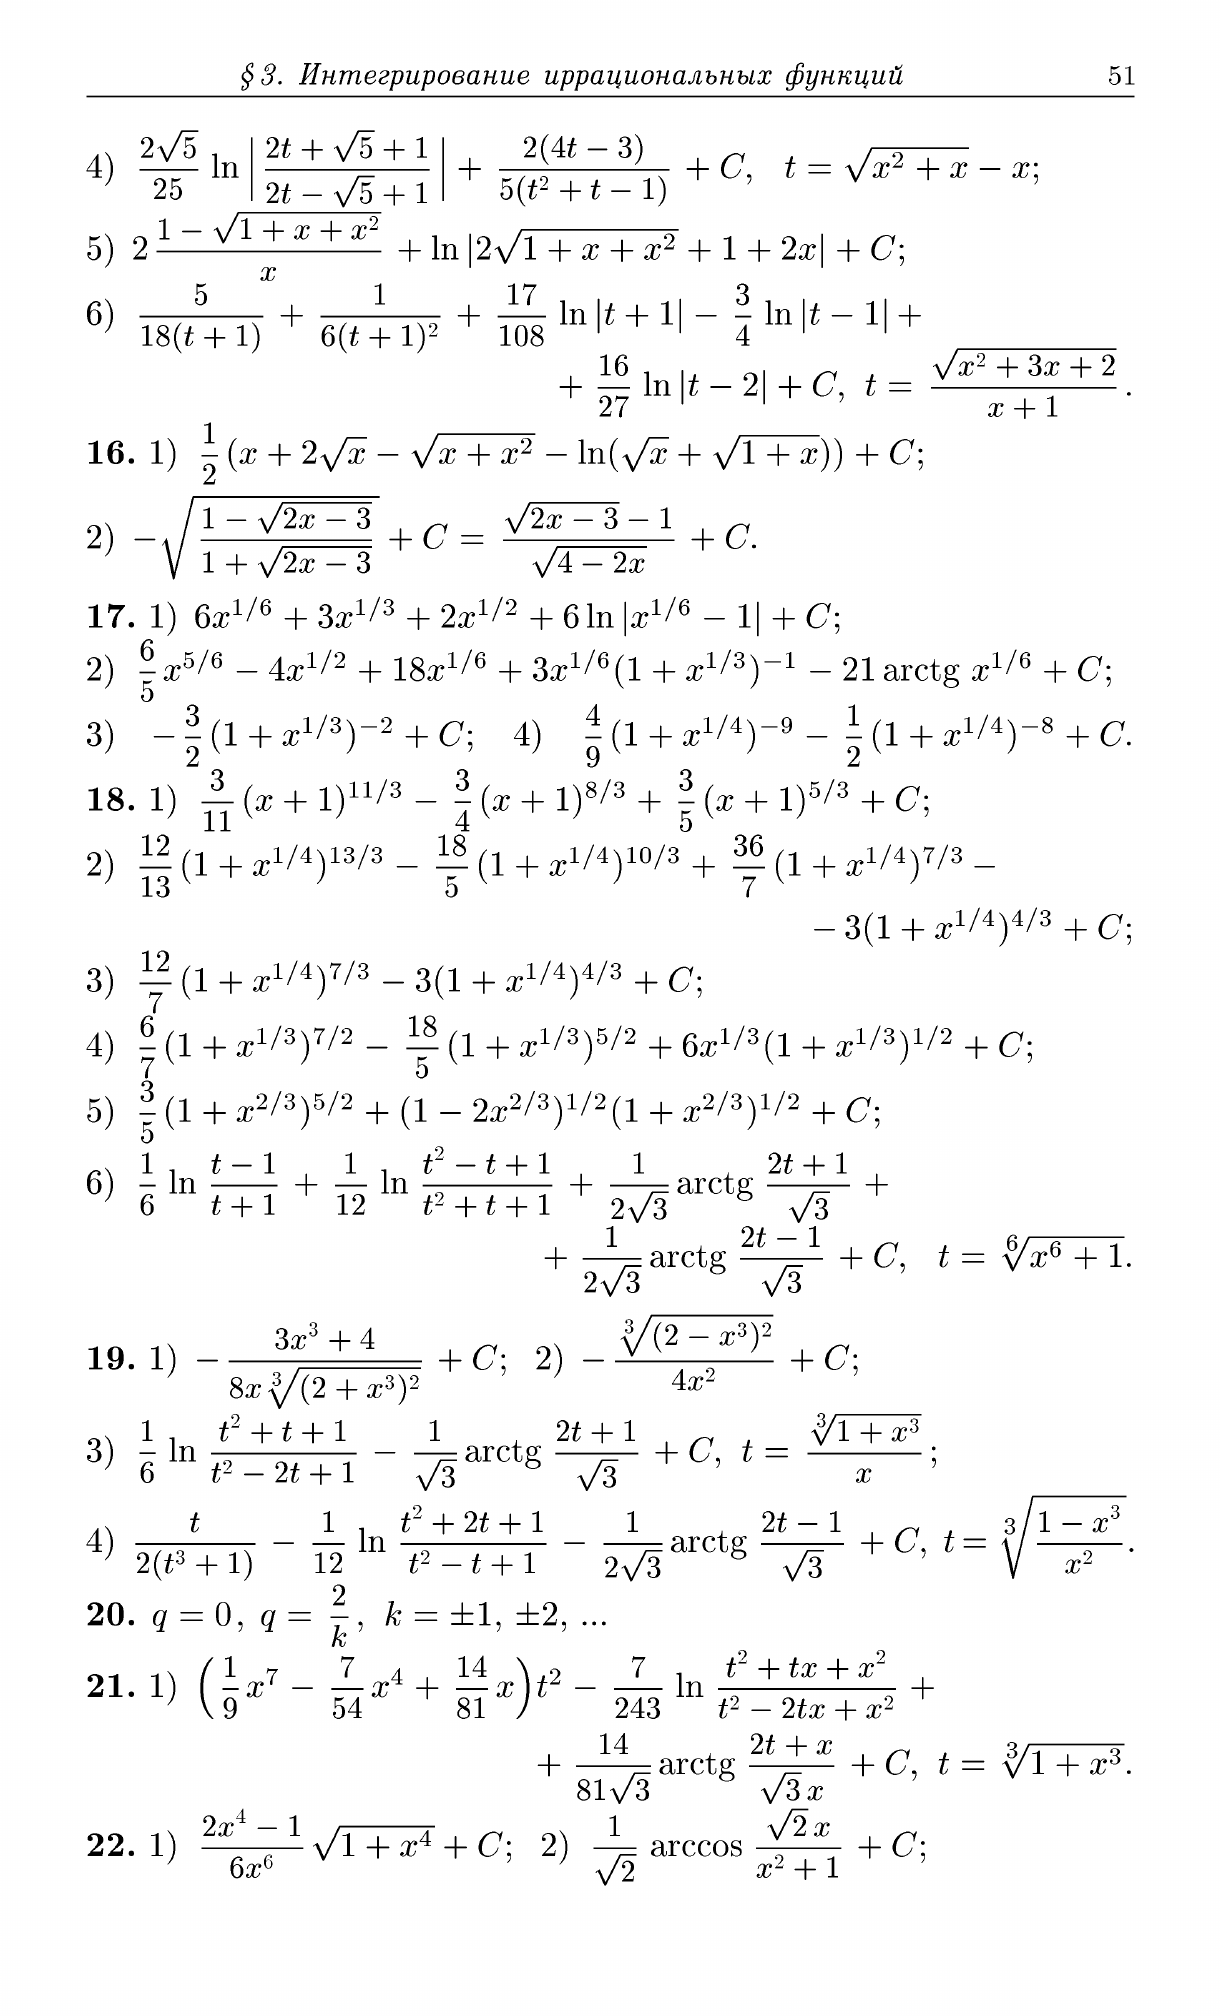 § 3. Интегрирование иррациональных функций 51
4) $\frac{2\sqrt{5}}{25} \ln \left| \frac{2t + \sqrt{5} + 1}{2t - \sqrt{5} + 1} \right| + \frac{2(4t - 3)}{5(t^2 + t - 1)} + C, \quad t = \sqrt{x^2 + x} - x;$
5) $2\frac{1 - \sqrt{1 + x + x^2}}{x} + \ln |2\sqrt{1 + x + x^2} + 1 + 2x| + C;$
6) $\frac{5}{18(t + 1)} + \frac{1}{6(t + 1)^2} + \frac{17}{108} \ln |t + 1| - \frac{3}{4} \ln |t - 1| +$
$+ \frac{16}{27} \ln |t - 2| + C, \ t = \frac{\sqrt{x^2 + 3x + 2}}{x + 1}.$
16. 1) $\frac{1}{2}(x + 2\sqrt{x} - \sqrt{x + x^2} - \ln(\sqrt{x} + \sqrt{1 + x})) + C;$
2) $-\sqrt{\frac{1 - \sqrt{2x - 3}}{1 + \sqrt{2x - 3}}} + C = \frac{\sqrt{2x - 3} - 1}{\sqrt{4 - 2x}} + C.$
17. 1) $6x^{1/6} + 3x^{1/3} + 2x^{1/2} + 6 \ln |x^{1/6} - 1| + C;$
2) $\frac{6}{5}x^{5/6} - 4x^{1/2} + 18x^{1/6} + 3x^{1/6}(1 + x^{1/3})^{-1} - 21 \operatorname{arctg} x^{1/6} + C;$
3) $-\frac{3}{2}(1 + x^{1/3})^{-2} + C;$ 4) $\frac{4}{9}(1 + x^{1/4})^{-9} - \frac{1}{2}(1 + x^{1/4})^{-8} + C.$
18. 1) $\frac{3}{11}(x + 1)^{11/3} - \frac{3}{4}(x + 1)^{8/3} + \frac{3}{5}(x + 1)^{5/3} + C;$
2) $\frac{12}{13}(1 + x^{1/4})^{13/3} - \frac{18}{5}(1 + x^{1/4})^{10/3} + \frac{36}{7}(1 + x^{1/4})^{7/3} -$
$- 3(1 + x^{1/4})^{4/3} + C;$
3) $\frac{12}{7}(1 + x^{1/4})^{7/3} - 3(1 + x^{1/4})^{4/3} + C;$
4) $\frac{6}{7}(1 + x^{1/3})^{7/2} - \frac{18}{5}(1 + x^{1/3})^{5/2} + 6x^{1/3}(1 + x^{1/3})^{1/2} + C;$
5) $\frac{3}{5}(1 + x^{2/3})^{5/2} + (1 - 2x^{2/3})^{1/2}(1 + x^{2/3})^{1/2} + C;$
6) $\frac{1}{6} \ln \frac{t - 1}{t + 1} + \frac{1}{12} \ln \frac{t^2 - t + 1}{t^2 + t + 1} + \frac{1}{2\sqrt{3}} \operatorname{arctg} \frac{2t + 1}{\sqrt{3}} +$
$+ \frac{1}{2\sqrt{3}} \operatorname{arctg} \frac{2t - 1}{\sqrt{3}} + C, \quad t = \sqrt[6]{x^6 + 1}.$
19. 1) $-\frac{3x^3 + 4}{8x\sqrt[3]{(2 + x^3)^2}} + C;$ 2) $-\frac{\sqrt[3]{(2 - x^3)^2}}{4x^2} + C;$
3) $\frac{1}{6} \ln \frac{t^2 + t + 1}{t^2 - 2t + 1} - \frac{1}{\sqrt{3}} \operatorname{arctg} \frac{2t + 1}{\sqrt{3}} + C, \ t = \frac{\sqrt[3]{1 + x^3}}{x};$
4) $\frac{t}{2(t^3 + 1)} - \frac{1}{12} \ln \frac{t^2 + 2t + 1}{t^2 - t + 1} - \frac{1}{2\sqrt{3}} \operatorname{arctg} \frac{2t - 1}{\sqrt{3}} + C, \ t = \sqrt[3]{\frac{1 - x^3}{x^2}}.$
20. $q = 0, \ q = \frac{2}{k}, \ k = \pm 1, \pm 2, ...$
21. 1) $\left(\frac{1}{9}x^7 - \frac{7}{54}x^4 + \frac{14}{81}x\right)t^2 - \frac{7}{243} \ln \frac{t^2 + tx + x^2}{t^2 - 2tx + x^2} +$
$+ \frac{14}{81\sqrt{3}} \operatorname{arctg} \frac{2t + x}{\sqrt{3}\,x} + C, \ t = \sqrt[3]{1 + x^3}.$
22. 1) $\frac{2x^4 - 1}{6x^6}\sqrt{1 + x^4} + C;$ 2) $\frac{1}{\sqrt{2}} \arccos \frac{\sqrt{2}\,x}{x^2 + 1} + C;$